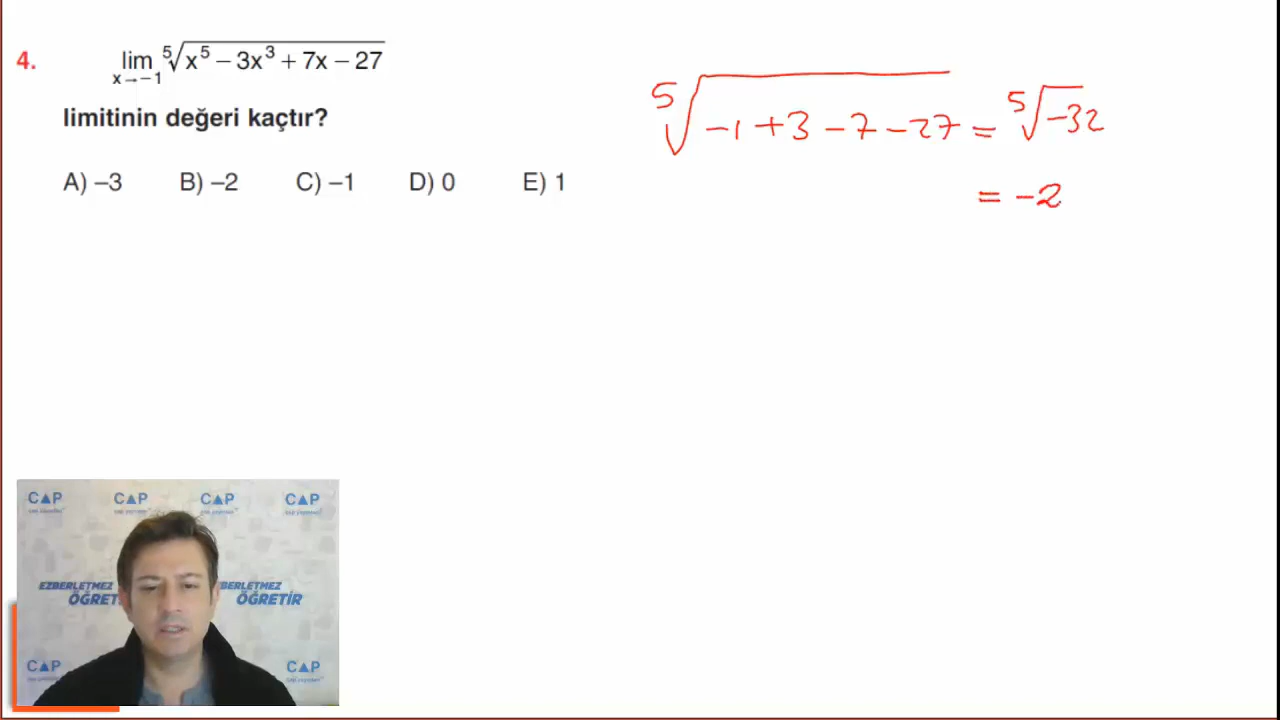 4. lim x→−1 ⁵√x⁵ − 3x³ + 7x − 27
limitinin değeri kaçtır?
A) –3 B) –2 C) –1 D) 0 E) 1
⁵√−1 + 3 − 7 − 27 = ⁵√−32
= −2
CAP CAP CAP CAP
EZBERLETMEZ BERLETMEZ
ÖĞRETİR ÖĞRETİR
CAP CAP